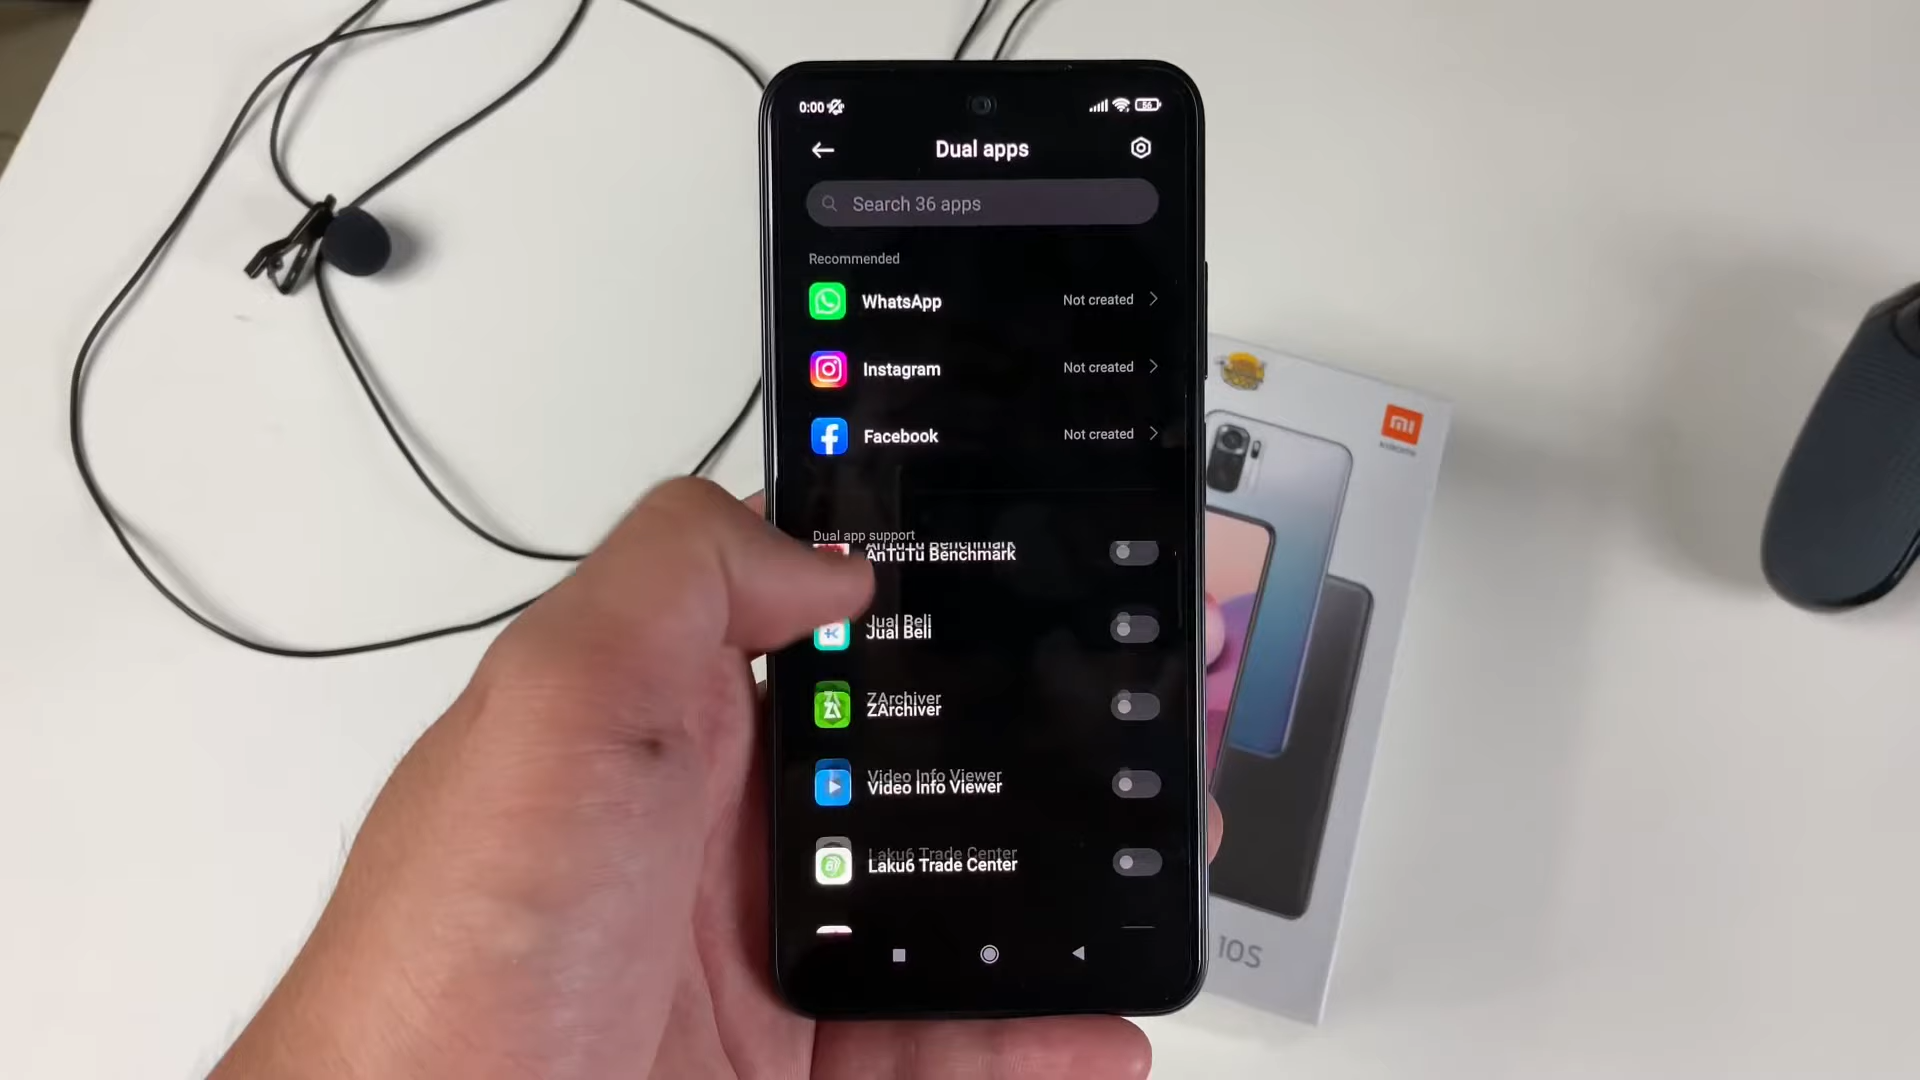 0:00
56
Dual apps
Search 36 apps
Recommended
WhatsApp
Not created
Instagram
Not created
Facebook
Not created
Dual app support
AnTuTu Benchmark
Jual Beli
ZArchiver
Video Info Viewer
Laku6 Trade Center
10S